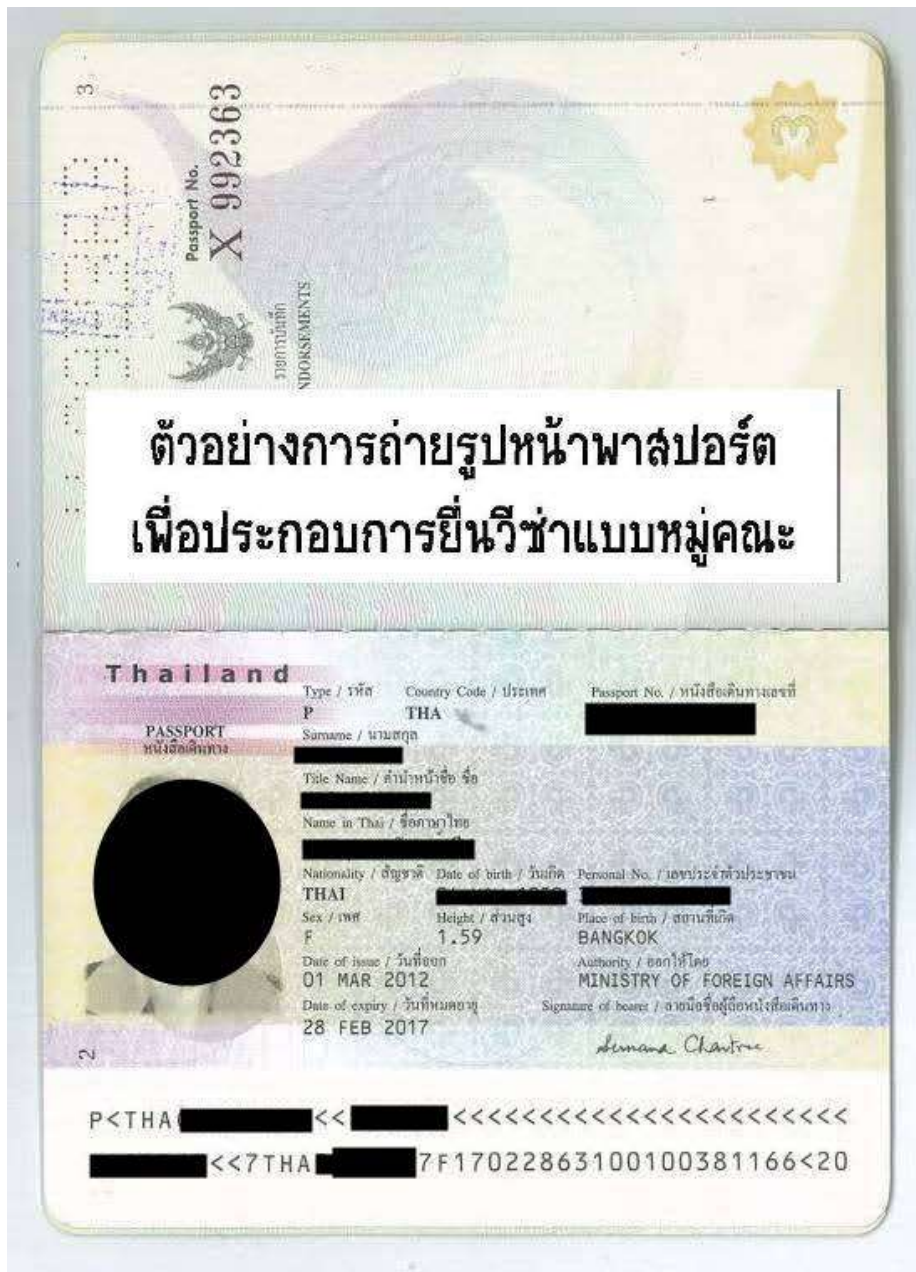 3
Passport No.
X 992363
รายการบันทึก
NDORSEMENTS
ตัวอย่างการถ่ายรูปหน้าพาสปอร์ต
เพื่อประกอบการยื่นวีซ่าแบบหมู่คณะ
Thailand
PASSPORT
หนังสือเดินทาง
Type / รหัส Country Code / ประเทศ Passport No. / หนังสือเดินทางเลขที่
P THA
Surname / นามสกุล
Title Name / คำนำหน้าชื่อ ชื่อ
Name in Thai / ชื่อภาษาไทย
Nationality / สัญชาติ Date of birth / วันเกิด Personal No. / เลขประจำตัวประชาชน
THAI
Sex / เพศ Height / ส่วนสูง Place of birth / สถานที่เกิด
F 1.59 BANGKOK
Date of issue / วันที่ออก Authority / ออกให้โดย
01 MAR 2012 MINISTRY OF FOREIGN AFFAIRS
Date of expiry / วันที่หมดอายุ Signature of bearer / ลายมือชื่อผู้ถือหนังสือเดินทาง
28 FEB 2017
2
P<THA <<  <<<<<<<<<<<<<<<<<<<<<<<<
<<7THA 7F17022863100100381166<20